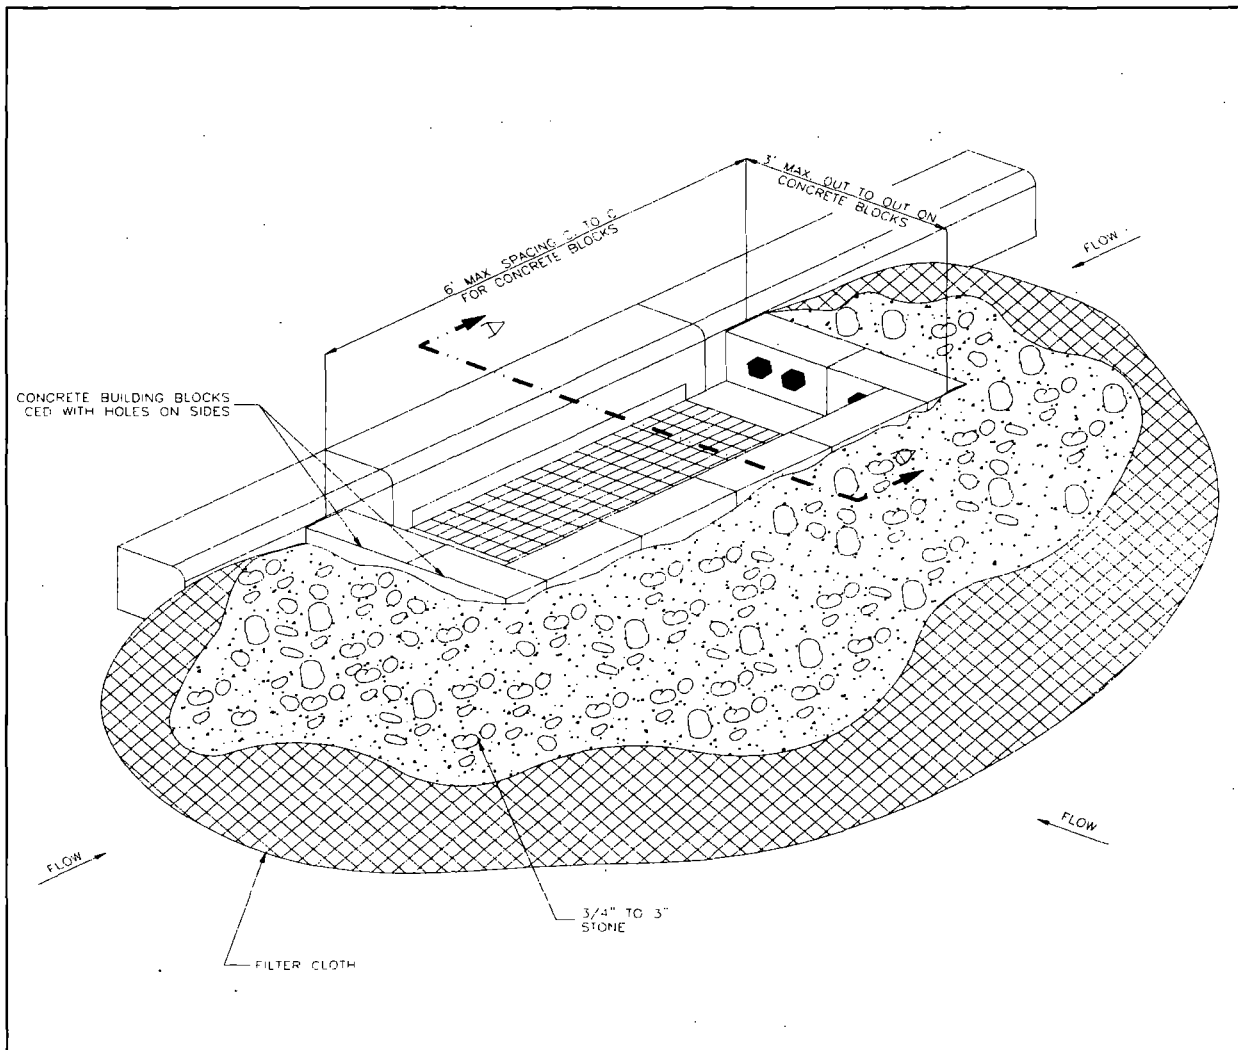 3' MAX. OUT TO OUT ON
CONCRETE BLOCKS
6' MAX SPACING C. TO C
FOR CONCRETE BLOCKS
FLOW
D
CONCRETE BUILDING BLOCKS
CED WITH HOLES ON SIDES
D
FLOW
FLOW
3/4" TO 3"
STONE
FILTER CLOTH